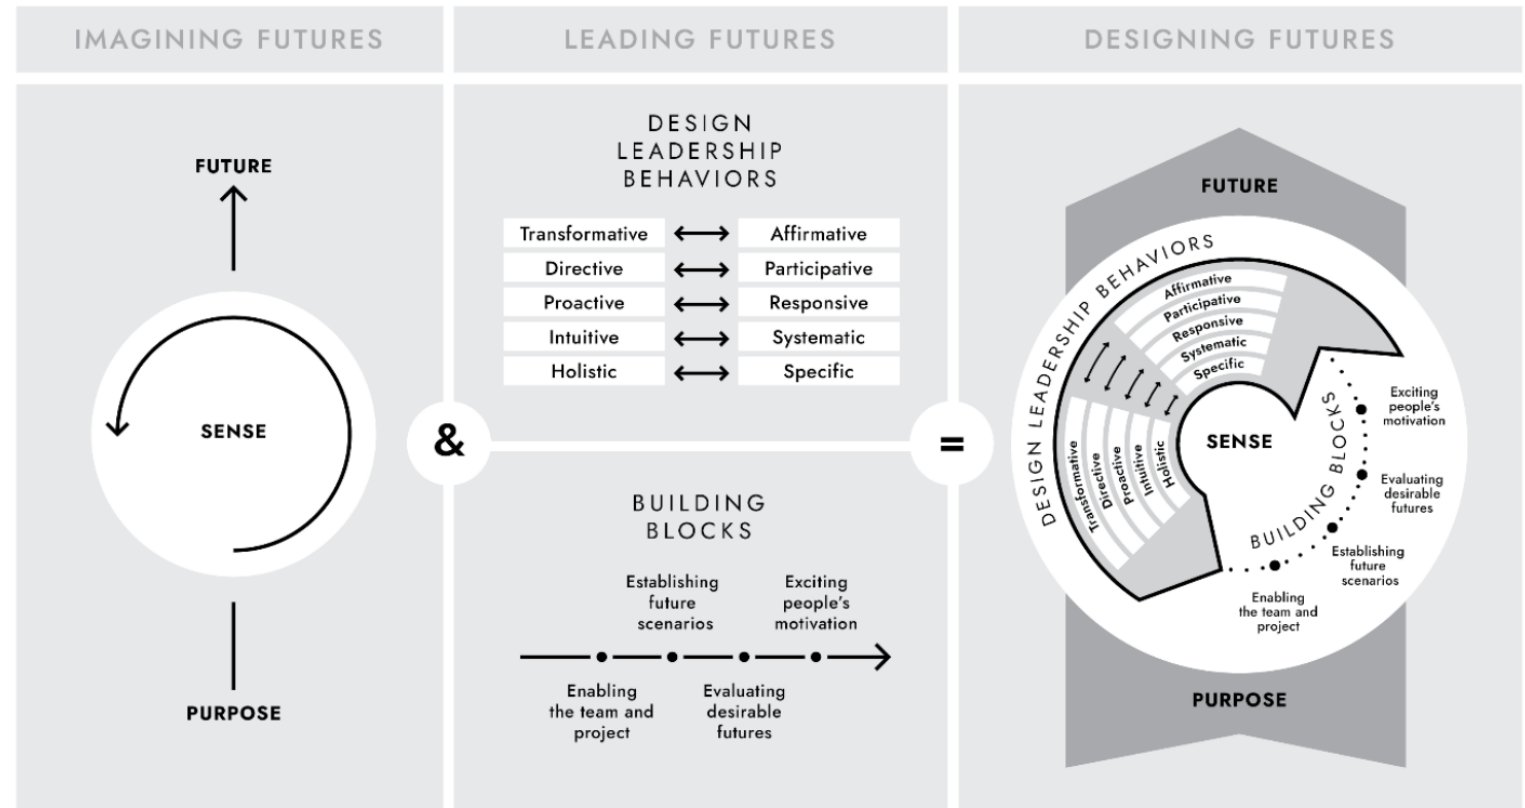 IMAGINING FUTURES
LEADING FUTURES
DESIGNING FUTURES
FUTURE
SENSE
PURPOSE
&
DESIGN
LEADERSHIP
BEHAVIORS
Transformative
Affirmative
Directive
Participative
Proactive
Responsive
Intuitive
Systematic
Holistic
Specific
BUILDING
BLOCKS
Establishing
future
scenarios
Exciting
people's
motivation
Enabling
the team and
project
Evaluating
desirable
futures
=
FUTURE
DESIGN LEADERSHIP BEHAVIORS
Affirmative
Participative
Responsive
Systematic
Specific
Transformative
Directive
Proactive
Intuitive
Holistic
SENSE
BUILDING BLOCKS
Exciting
people's
motivation
Evaluating
desirable
futures
Establishing
future
scenarios
Enabling
the team and
project
PURPOSE